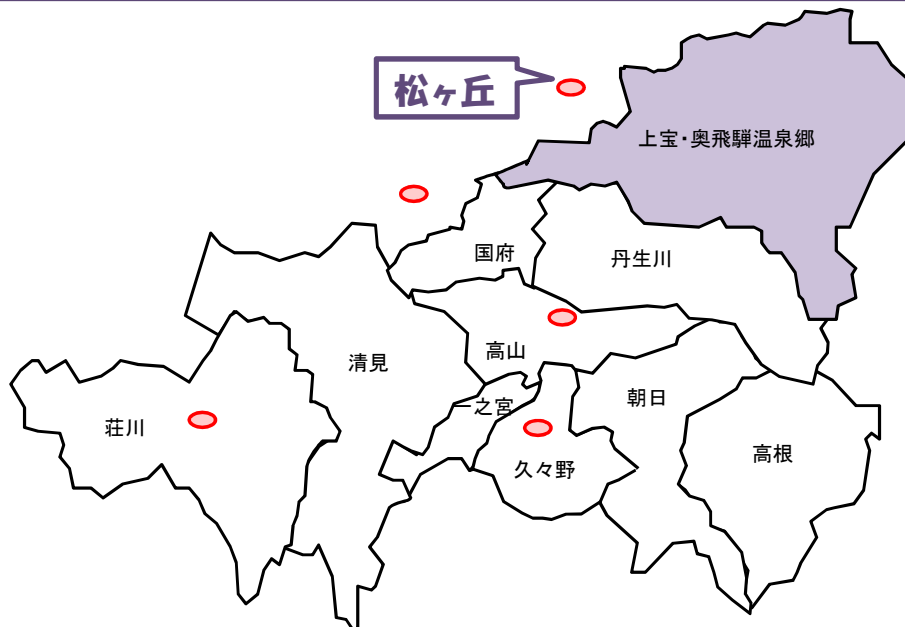 松ヶ丘
上宝・奥飛騨温泉郷
国府
丹生川
高山
清見
一之宮
朝日
荘川
久々野
高根